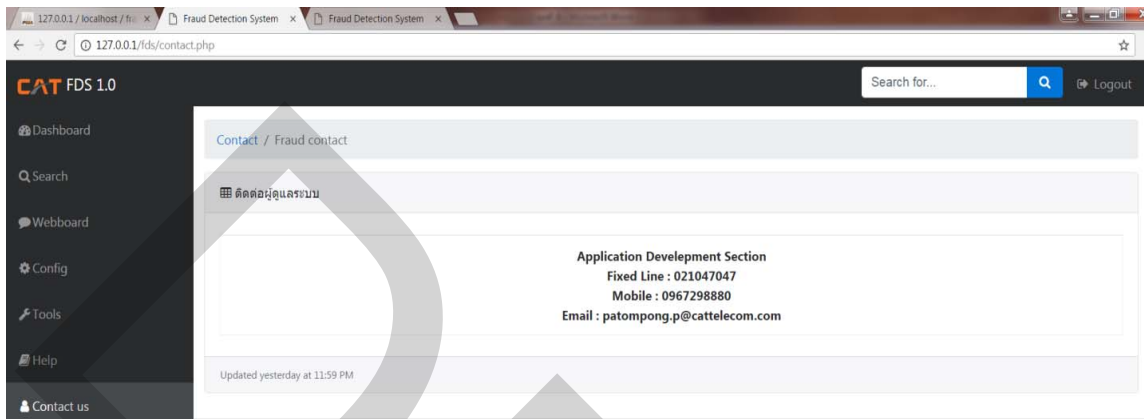 127.0.0.1 / localhost / fr
Fraud Detection System
Fraud Detection System
127.0.0.1/fds/contact.php
CAT FDS 1.0
Search for...
Logout
Dashboard
Contact / Fraud contact
Search
ติดต่อผู้ดูแลระบบ
Webboard
Application Develepment Section
Config
Fixed Line : 021047047
Mobile : 0967298880
Tools
Email : patompong.p@cattelecom.com
Help
Updated yesterday at 11:59 PM
Contact us